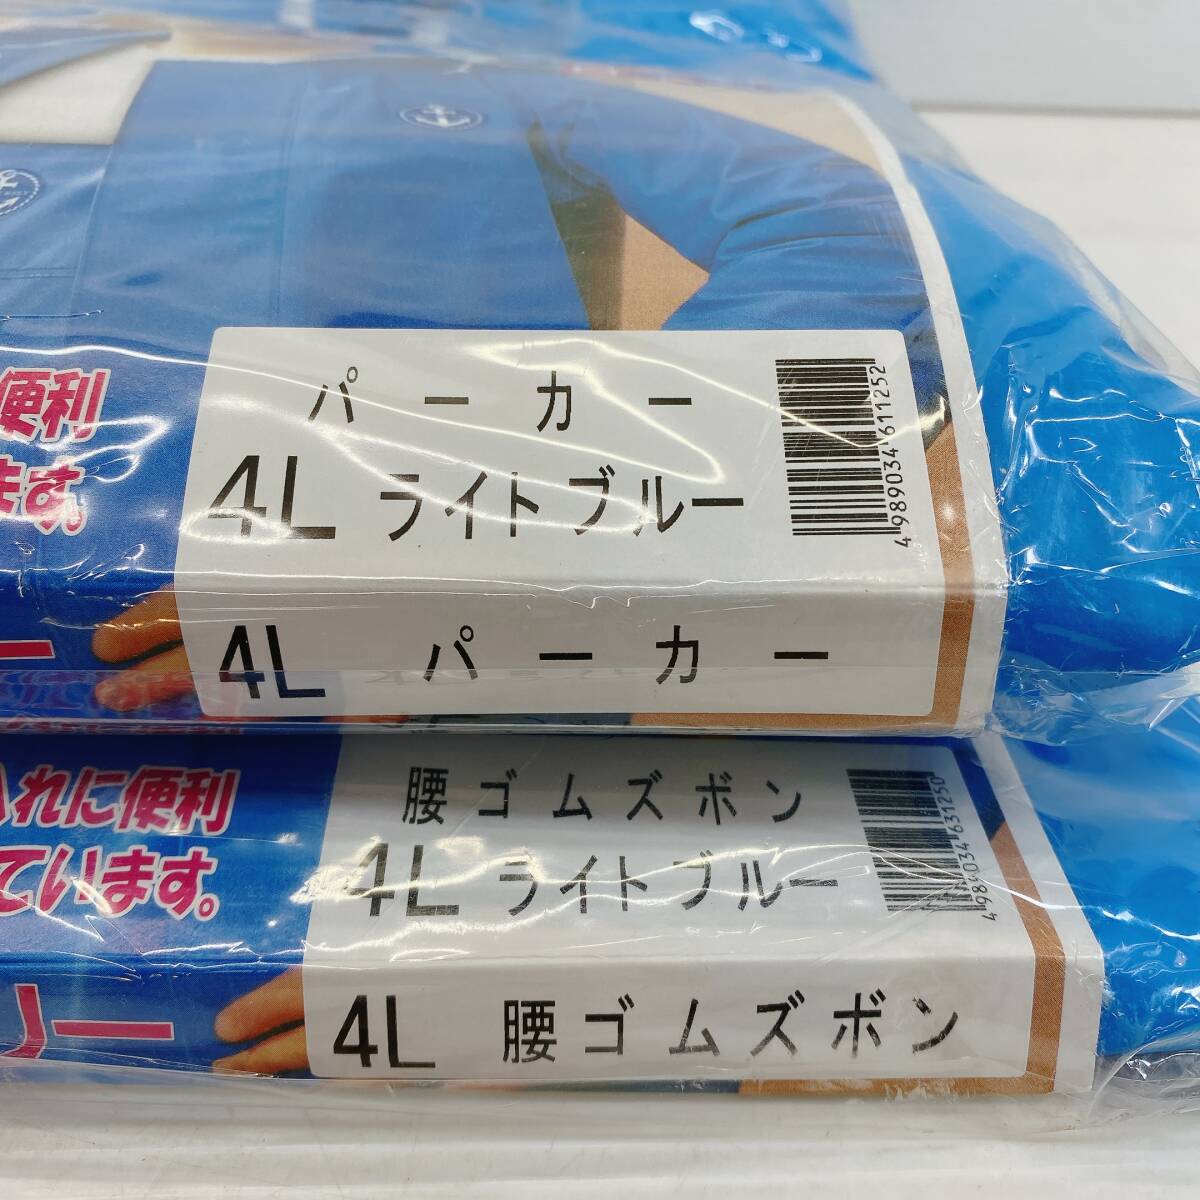 便利
ます。
パーカー
4L ライトブルー
4989034611252
4L パーカー
入れに便利
ています。
腰ゴムズボン
4L ライトブルー
4989034631250
4L 腰ゴムズボン